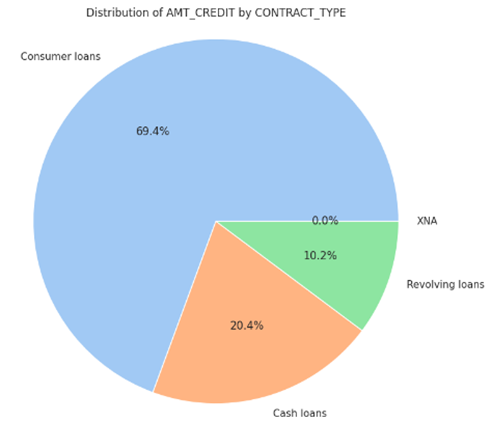 Distribution of AMT_CREDIT by CONTRACT_TYPE
Consumer loans
69.4%
0.0%
XNA
10.2%
Revolving loans
20.4%
Cash loans